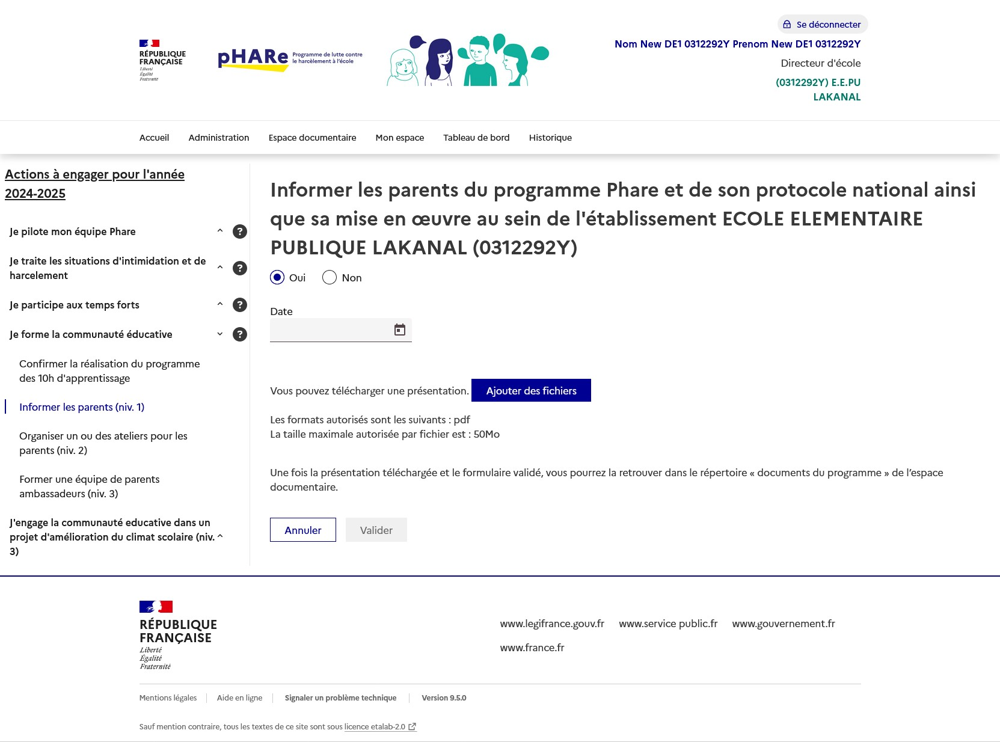 Se déconnecter
RÉPUBLIQUE
FRANÇAISE
Liberté
Égalité
Fraternité
pHARe
Programme de lutte contre
le harcèlement à l'école
Nom New DE1 0312292Y Prenom New DE1 0312292Y
Directeur d'école
(0312292Y) E.E.PU
LAKANAL
Accueil Administration Espace documentaire Mon espace Tableau de bord Historique
Actions à engager pour l'année
2024-2025
Je pilote mon équipe Phare ?
Je traite les situations d'intimidation et de
harcelement ?
Je participe aux temps forts ?
Je forme la communauté éducative ?
Confirmer la réalisation du programme
des 10h d'apprentissage
Informer les parents (niv. 1)
Organiser un ou des ateliers pour les
parents (niv. 2)
Former une équipe de parents
ambassadeurs (niv. 3)
J'engage la communauté educative dans un
projet d'amélioration du climat scolaire (niv.
3)
Informer les parents du programme Phare et de son protocole national ainsi
que sa mise en œuvre au sein de l'établissement ECOLE ELEMENTAIRE
PUBLIQUE LAKANAL (0312292Y)
Oui Non
Date
Vous pouvez télécharger une présentation. Ajouter des fichiers
Les formats autorisés sont les suivants : pdf
La taille maximale autorisée par fichier est : 50Mo
Une fois la présentation téléchargée et le formulaire validé, vous pourrez la retrouver dans le répertoire « documents du programme » de l’espace
documentaire.
Annuler Valider
RÉPUBLIQUE
FRANÇAISE
Liberté
Égalité
Fraternité
www.legifrance.gouv.fr www.service public.fr www.gouvernement.fr
www.france.fr
Mentions légales Aide en ligne Signaler un problème technique Version 9.5.0
Sauf mention contraire, tous les textes de ce site sont sous licence etalab-2.0